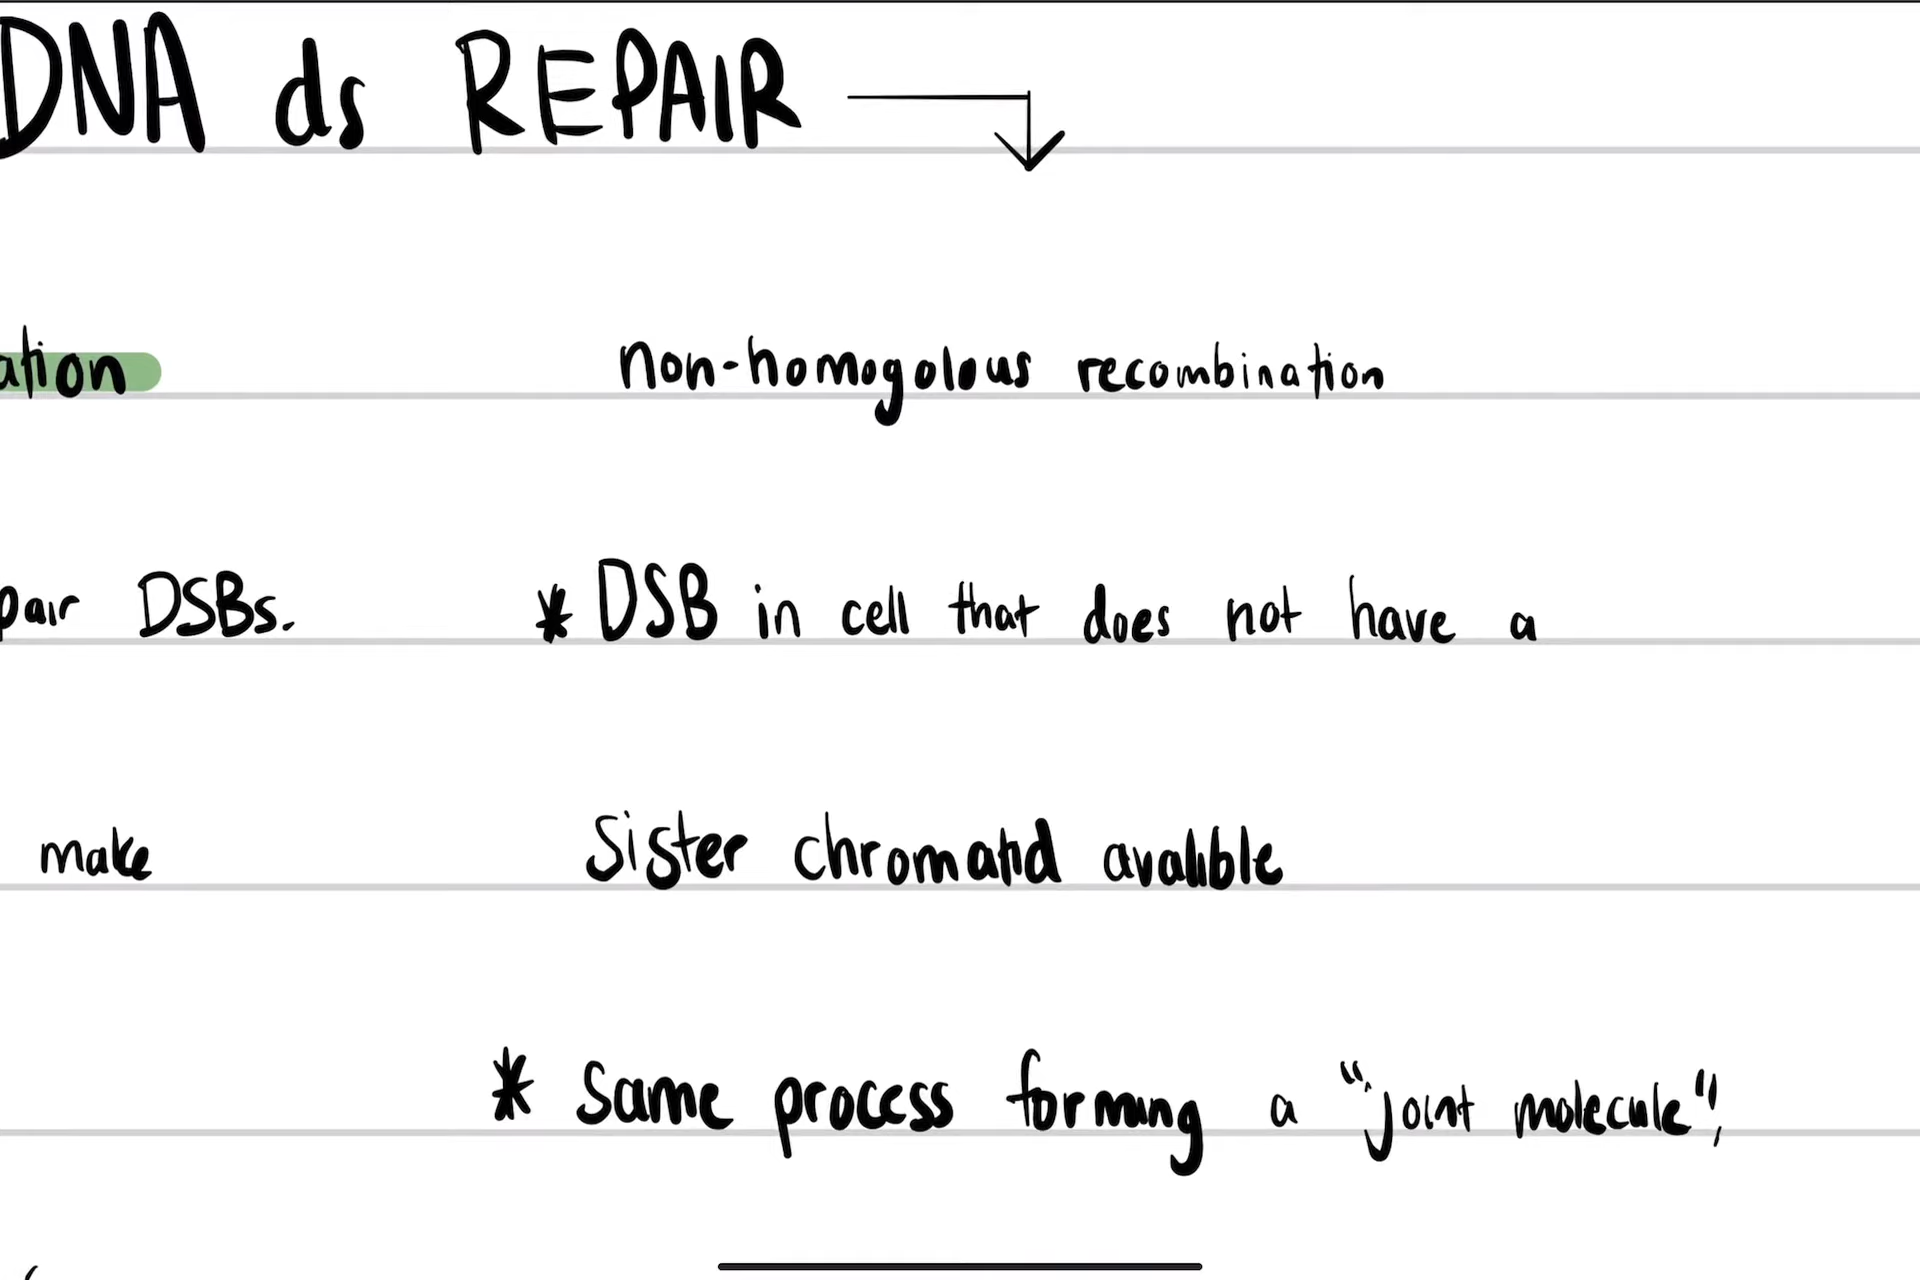 DNA ds REPAIR
ation non-homogolous recombination
pair DSBs. * DSB in cell that does not have a
make Sister chromatid avalible
* Same process forming a "joint molecule",